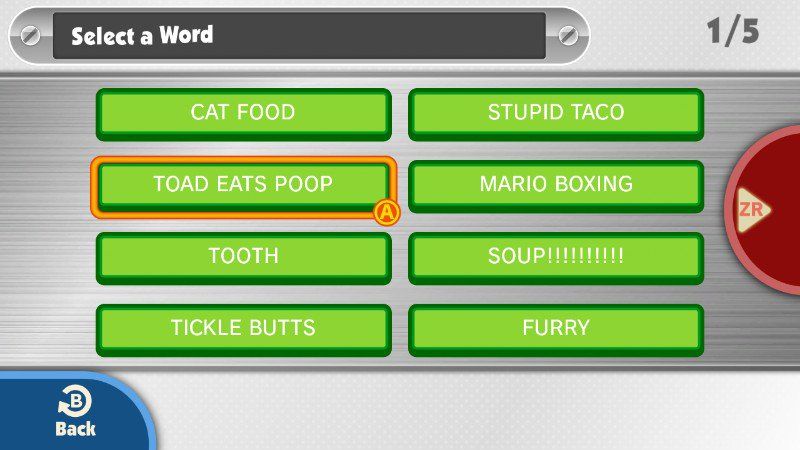 Select a Word
1/5
CAT FOOD
STUPID TACO
TOAD EATS POOP
A
MARIO BOXING
TOOTH
SOUP!!!!!!!!!!
TICKLE BUTTS
FURRY
ZR
B
Back